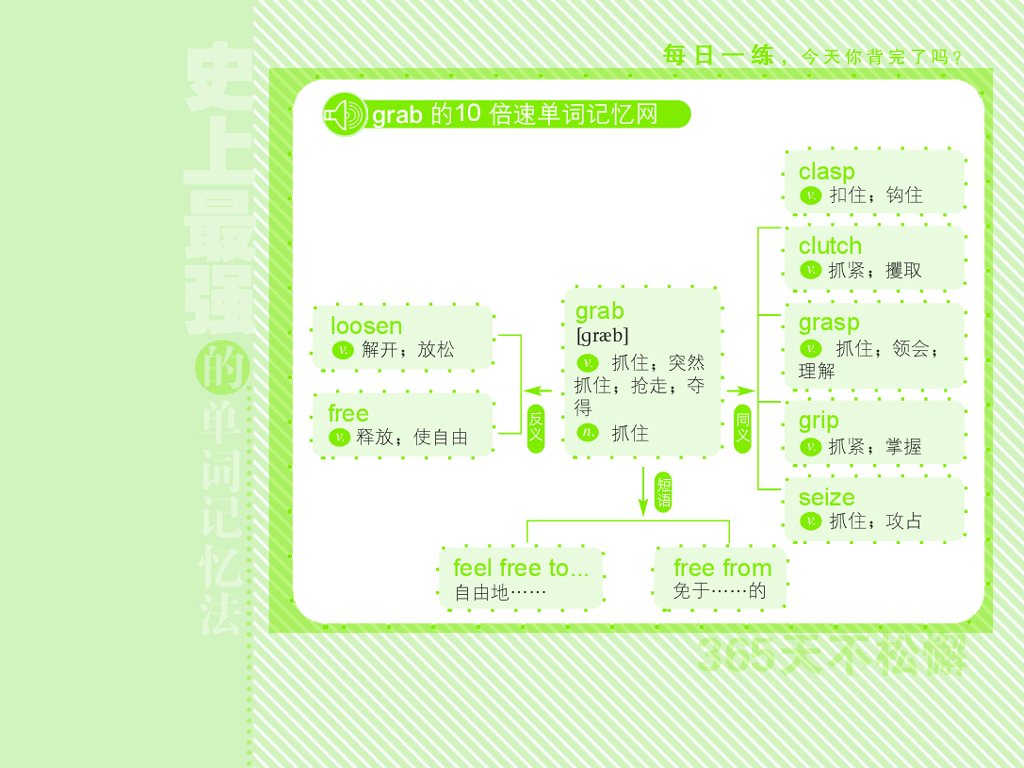 每日一练，今天你背完了吗?
史上最强的单词记忆法
grab 的10 倍速单词记忆网
clasp
v. 扣住；钩住
clutch
v. 抓紧；攫取
grasp
v. 抓住；领会；
理解
grip
v. 抓紧；掌握
seize
v. 抓住；攻占
同义
grab
[ɡræb]
v. 抓住；突然
抓住；抢走；夺
得
n. 抓住
反义
loosen
v. 解开；放松
free
v. 释放；使自由
短语
feel free to...
自由地……
free from
免于……的
365天不松懈